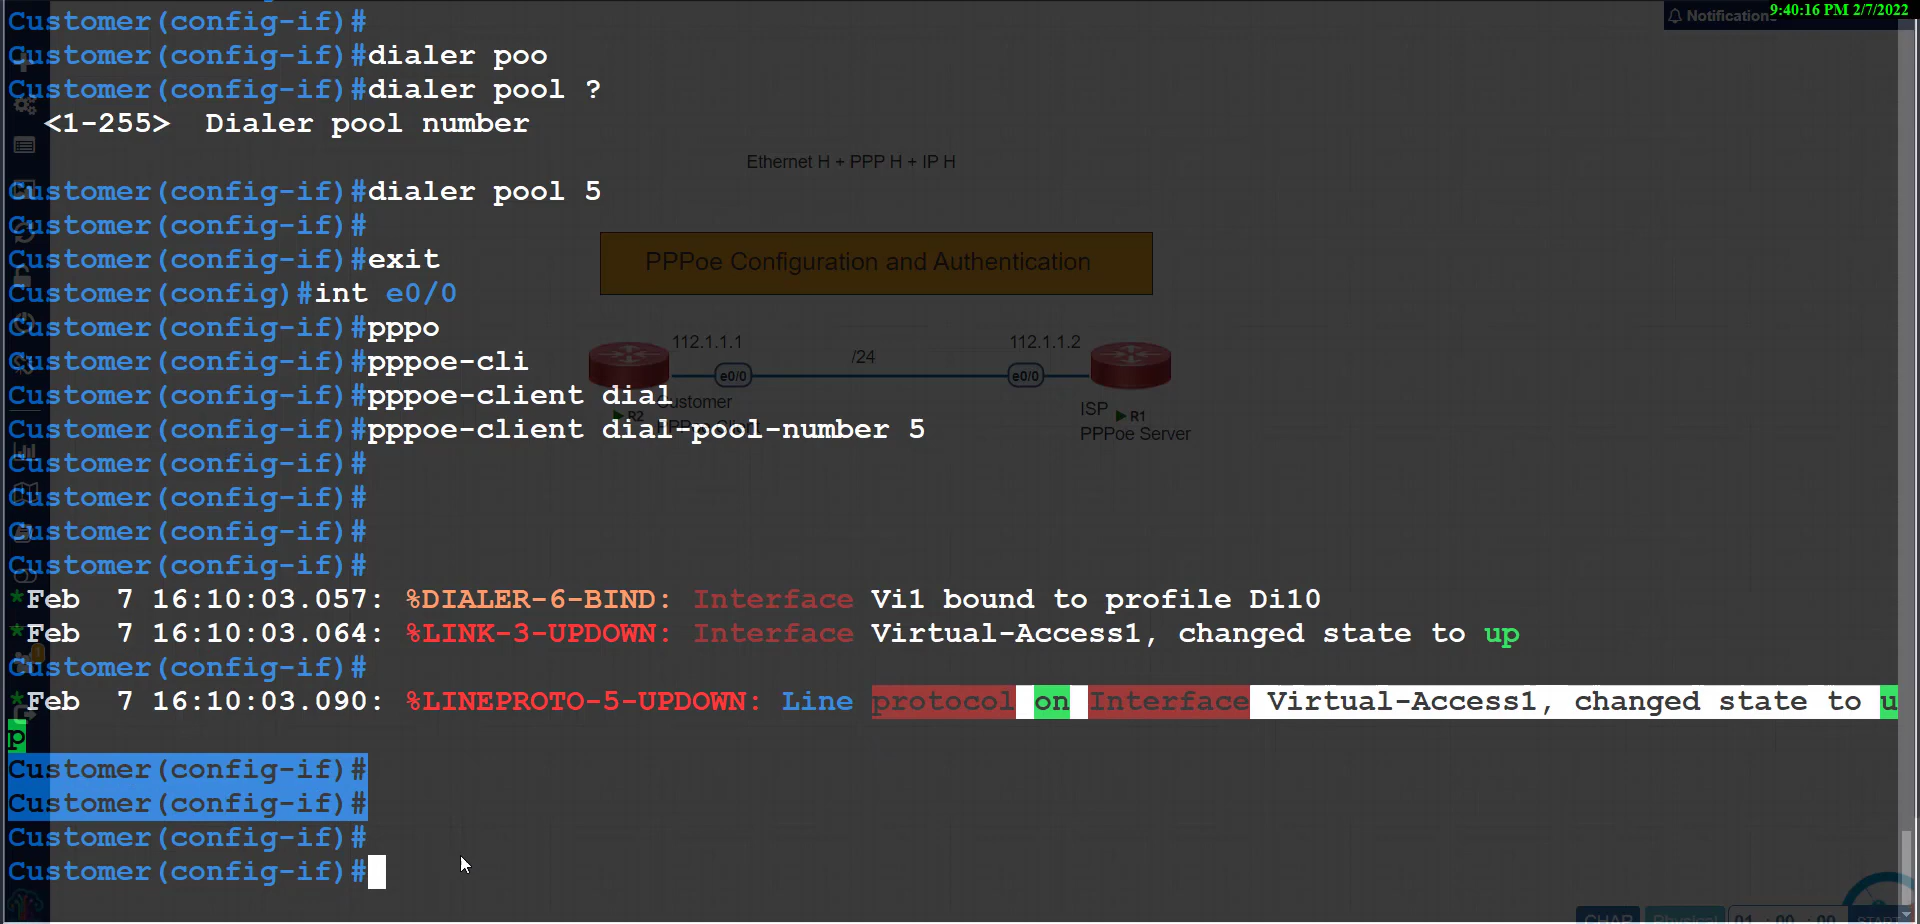 Customer(config-if)#
Notification
9:40:16 PM 2/7/2022
Customer(config-if)#dialer poo
Customer(config-if)#dialer pool ?
<1-255>  Dialer pool number
Ethernet H + PPP H + IP H
Customer(config-if)#dialer pool 5
Customer(config-if)#
Customer(config-if)#exit
PPPoe Configuration and Authentication
Customer(config)#int e0/0
Customer(config-if)#pppo
112.1.1.1
/24
112.1.1.2
Customer(config-if)#pppoe-cli
e0/0
e0/0
Customer(config-if)#pppoe-client dial
Customer
R2
ISP
R1
PPPoe Server
Customer(config-if)#pppoe-client dial-pool-number 5
Customer(config-if)#
Customer(config-if)#
Customer(config-if)#
Customer(config-if)#
*Feb  7 16:10:03.057: %DIALER-6-BIND: Interface Vi1 bound to profile Di10
*Feb  7 16:10:03.064: %LINK-3-UPDOWN: Interface Virtual-Access1, changed state to up
Customer(config-if)#
*Feb  7 16:10:03.090: %LINEPROTO-5-UPDOWN: Line protocol on Interface Virtual-Access1, changed state to u
p
Customer(config-if)#
Customer(config-if)#
Customer(config-if)#
Customer(config-if)#
CHAR
Physical
START